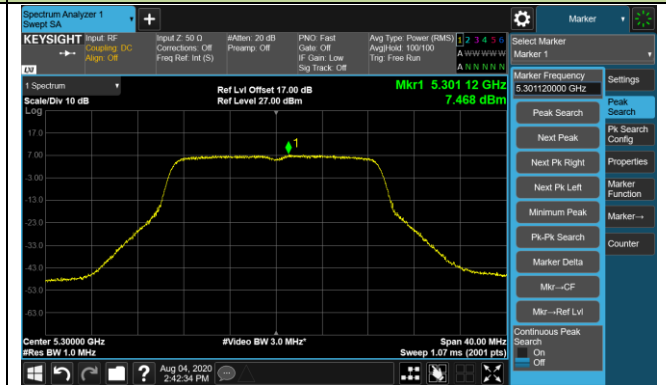 Spectrum Analyzer 1
Swept SA
Marker
KEYSIGHT
Input: RF
Coupling: DC
Align: Off
Input Z: 50 Ω
Corrections: Off
Freq Ref: Int (S)
#Atten: 20 dB
Preamp: Off
PNO: Fast
Gate: Off
IF Gain: Low
Sig Track: Off
Avg Type: Power (RMS)
Avg|Hold: 100/100
Trig: Free Run
1 2 3 4 5 6
A W W W W W
A N N N N N
LXI
Select Marker
Marker 1
1 Spectrum
Scale/Div 10 dB
Log
Ref Lvl Offset 17.00 dB
Ref Level 27.00 dBm
Mkr1 5.301 12 GHz
7.468 dBm
17.0
7.00
-3.00
-13.0
-23.0
-33.0
-43.0
-53.0
-63.0
1
Center 5.30000 GHz
#Res BW 1.0 MHz
#Video BW 3.0 MHz*
Span 40.00 MHz
Sweep 1.07 ms (2001 pts)
Marker Frequency
5.301120000 GHz
Peak Search
Next Peak
Next Pk Right
Next Pk Left
Minimum Peak
Pk-Pk Search
Marker Delta
Mkr→CF
Mkr→Ref Lvl
Continuous Peak
Search
On
Off
Settings
Peak
Search
Pk Search
Config
Properties
Marker
Function
Marker→
Counter
?
Aug 04, 2020
2:42:34 PM